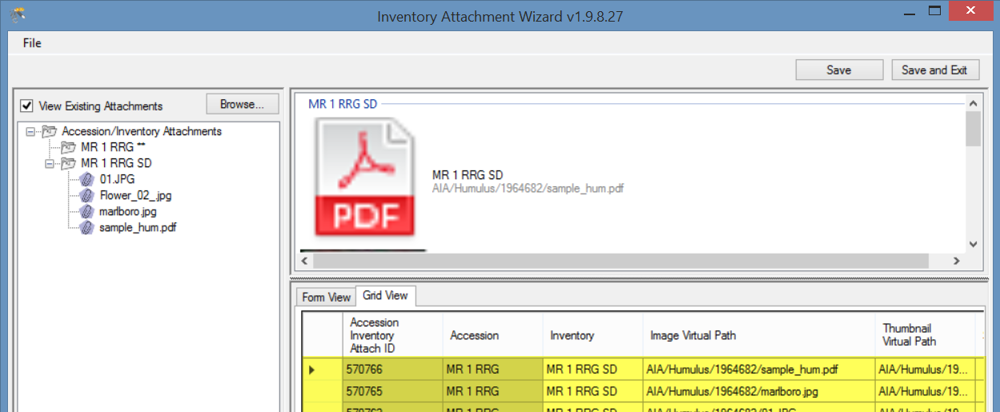 Inventory Attachment Wizard v1.9.8.27
File
Save
Save and Exit
View Existing Attachments
Browse...
Accession/Inventory Attachments
MR 1 RRG **
MR 1 RRG SD
01.JPG
Flower_02_.jpg
marlboro.jpg
sample_hum.pdf
MR 1 RRG SD
PDF
MR 1 RRG SD
AIA/Humulus/1964682/sample_hum.pdf
Form View
Grid View
Accession
Inventory
Attach ID
Accession
Inventory
Image Virtual Path
Thumbnail
Virtual Path
570766 MR 1 RRG MR 1 RRG SD AIA/Humulus/1964682/sample_hum.pdf AIA/Humulus/19...
570765 MR 1 RRG MR 1 RRG SD AIA/Humulus/1964682/marlboro.jpg AIA/Humulus/19...